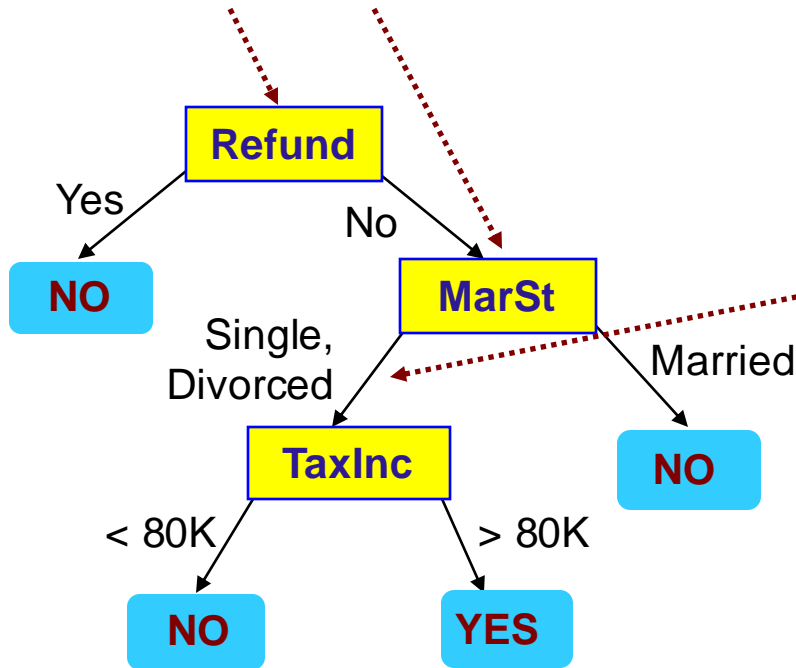 Refund
Yes
No
NO
MarSt
Single,
Divorced
Married
TaxInc
NO
< 80K
> 80K
NO
YES